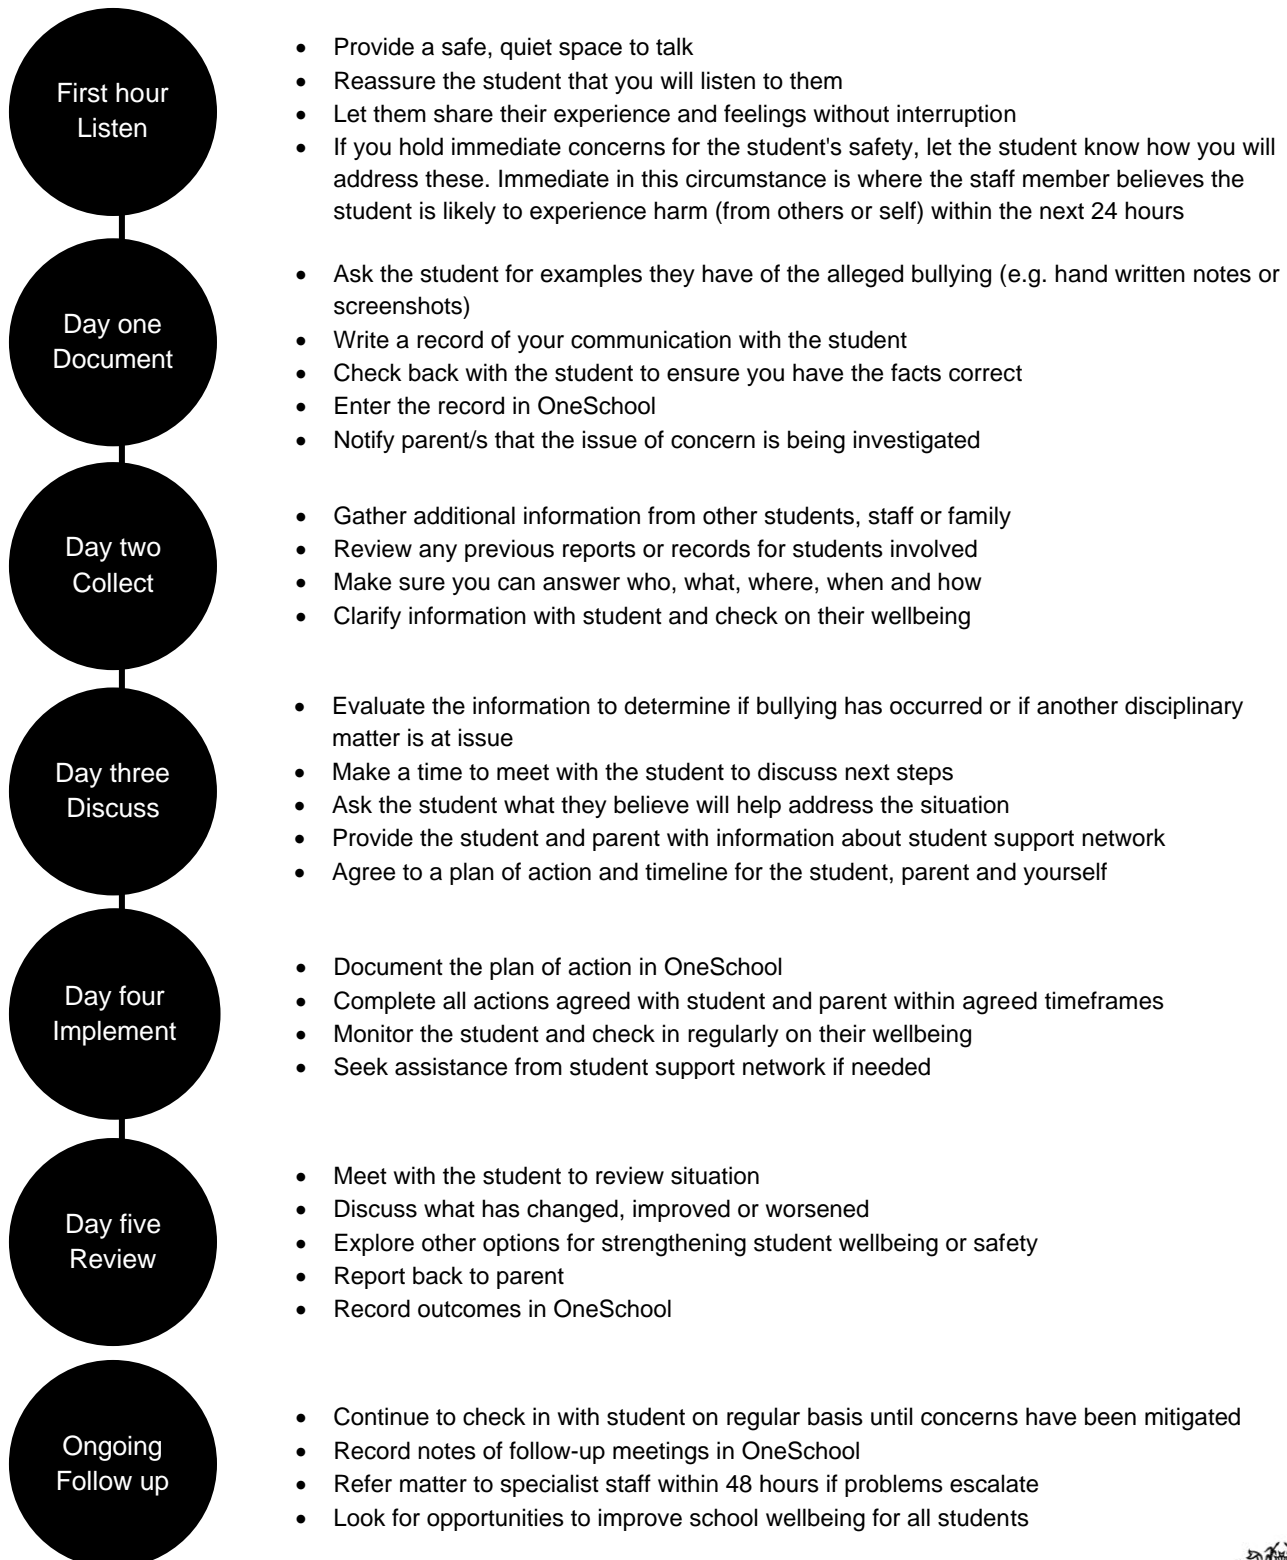 First hour
Listen
• Provide a safe, quiet space to talk
• Reassure the student that you will listen to them
• Let them share their experience and feelings without interruption
• If you hold immediate concerns for the student's safety, let the student know how you will
address these. Immediate in this circumstance is where the staff member believes the
student is likely to experience harm (from others or self) within the next 24 hours
Day one
Document
• Ask the student for examples they have of the alleged bullying (e.g. hand written notes or
screenshots)
• Write a record of your communication with the student
• Check back with the student to ensure you have the facts correct
• Enter the record in OneSchool
• Notify parent/s that the issue of concern is being investigated
Day two
Collect
• Gather additional information from other students, staff or family
• Review any previous reports or records for students involved
• Make sure you can answer who, what, where, when and how
• Clarify information with student and check on their wellbeing
Day three
Discuss
• Evaluate the information to determine if bullying has occurred or if another disciplinary
matter is at issue
• Make a time to meet with the student to discuss next steps
• Ask the student what they believe will help address the situation
• Provide the student and parent with information about student support network
• Agree to a plan of action and timeline for the student, parent and yourself
Day four
Implement
• Document the plan of action in OneSchool
• Complete all actions agreed with student and parent within agreed timeframes
• Monitor the student and check in regularly on their wellbeing
• Seek assistance from student support network if needed
Day five
Review
• Meet with the student to review situation
• Discuss what has changed, improved or worsened
• Explore other options for strengthening student wellbeing or safety
• Report back to parent
• Record outcomes in OneSchool
Ongoing
Follow up
• Continue to check in with student on regular basis until concerns have been mitigated
• Record notes of follow-up meetings in OneSchool
• Refer matter to specialist staff within 48 hours if problems escalate
• Look for opportunities to improve school wellbeing for all students